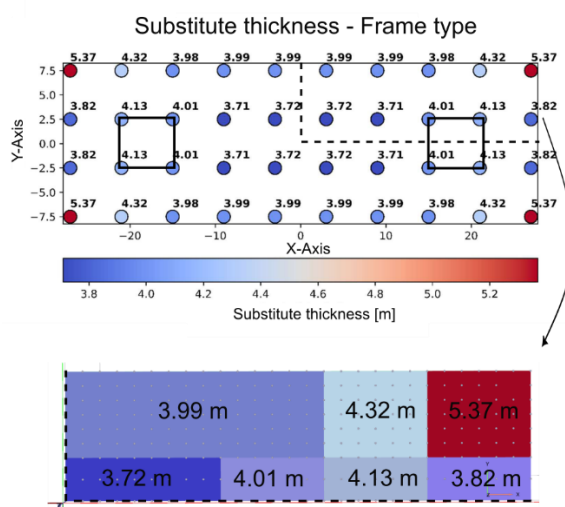 Substitute thickness - Frame type
5.37 4.32 3.98 3.99 3.99 3.99 3.99 3.98 4.32 5.37
7.5
5.0
3.82 4.13 4.01 3.71 3.72 3.72 3.71 4.01 4.13 3.82
2.5
Y-Axis
0.0
3.82 4.13 4.01 3.71 3.72 3.72 3.71 4.01 4.13 3.82
−2.5
−5.0
5.37 4.32 3.98 3.99 3.99 3.99 3.99 3.98 4.32 5.37
−7.5
−20 −10 0 10 20
X-Axis
3.8 4.0 4.2 4.4 4.6 4.8 5.0 5.2
Substitute thickness [m]
3.99 m 4.32 m 5.37 m
3.72 m 4.01 m 4.13 m 3.82 m